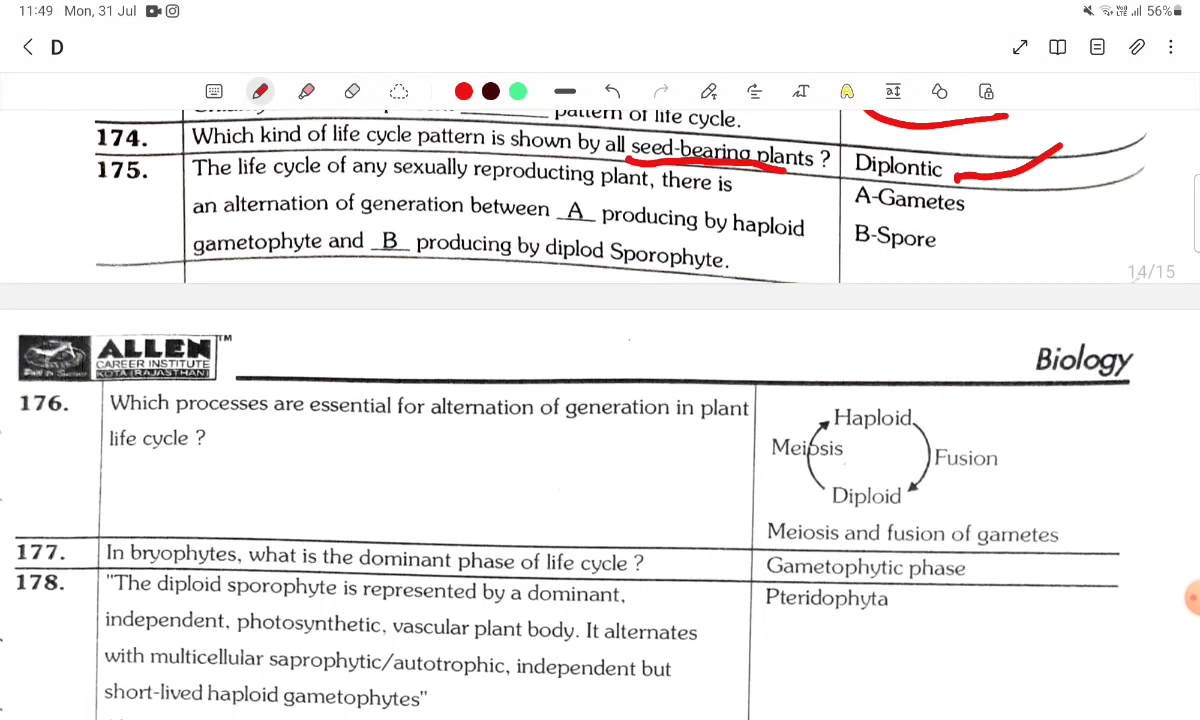 11:49 Mon, 31 Jul
56%
D
pattern of life cycle.
174. Which kind of life cycle pattern is shown by all seed-bearing plants ? Diplontic
175. The life cycle of any sexually reproducting plant, there is A-Gametes
an alternation of generation between A producing by haploid
gametophyte and B producing by diplod Sporophyte. B-Spore
14/15
ALLEN TM
CAREER INSTITUTE
KOTA (RAJASTHAN)
Biology
176. Which processes are essential for alternation of generation in plant
life cycle ?
Haploid
Meiosis
Fusion
Diploid
Meiosis and fusion of gametes
177. In bryophytes, what is the dominant phase of life cycle ? Gametophytic phase
178. "The diploid sporophyte is represented by a dominant, Pteridophyta
independent, photosynthetic, vascular plant body. It alternates
with multicellular saprophytic/autotrophic, independent but
short-lived haploid gametophytes"